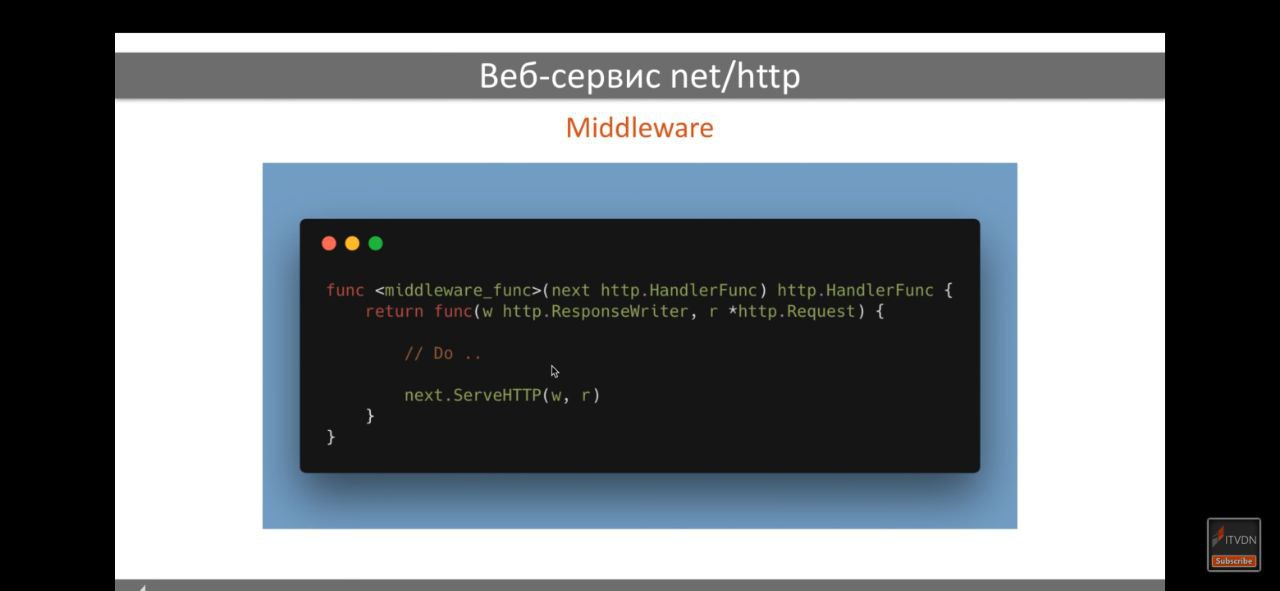 Веб-сервис net/http
Middleware
func <middleware_func>(next http.HandlerFunc) http.HandlerFunc {
    return func(w http.ResponseWriter, r *http.Request) {
        // Do ..
        next.ServeHTTP(w, r)
    }
}
ITVDN
Subscribe